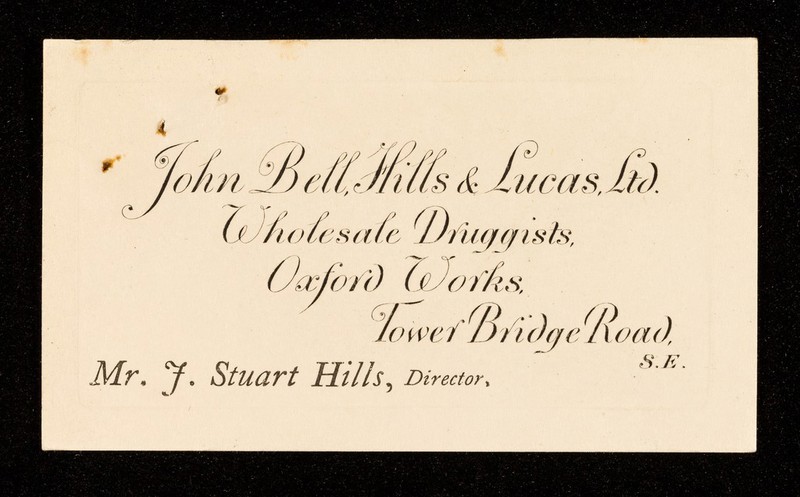 John Bell, Hills & Lucas, Ltd.
Wholesale Druggists,
Oxford Works,
Tower Bridge Road,
S.E.
Mr. J. Stuart Hills, Director,